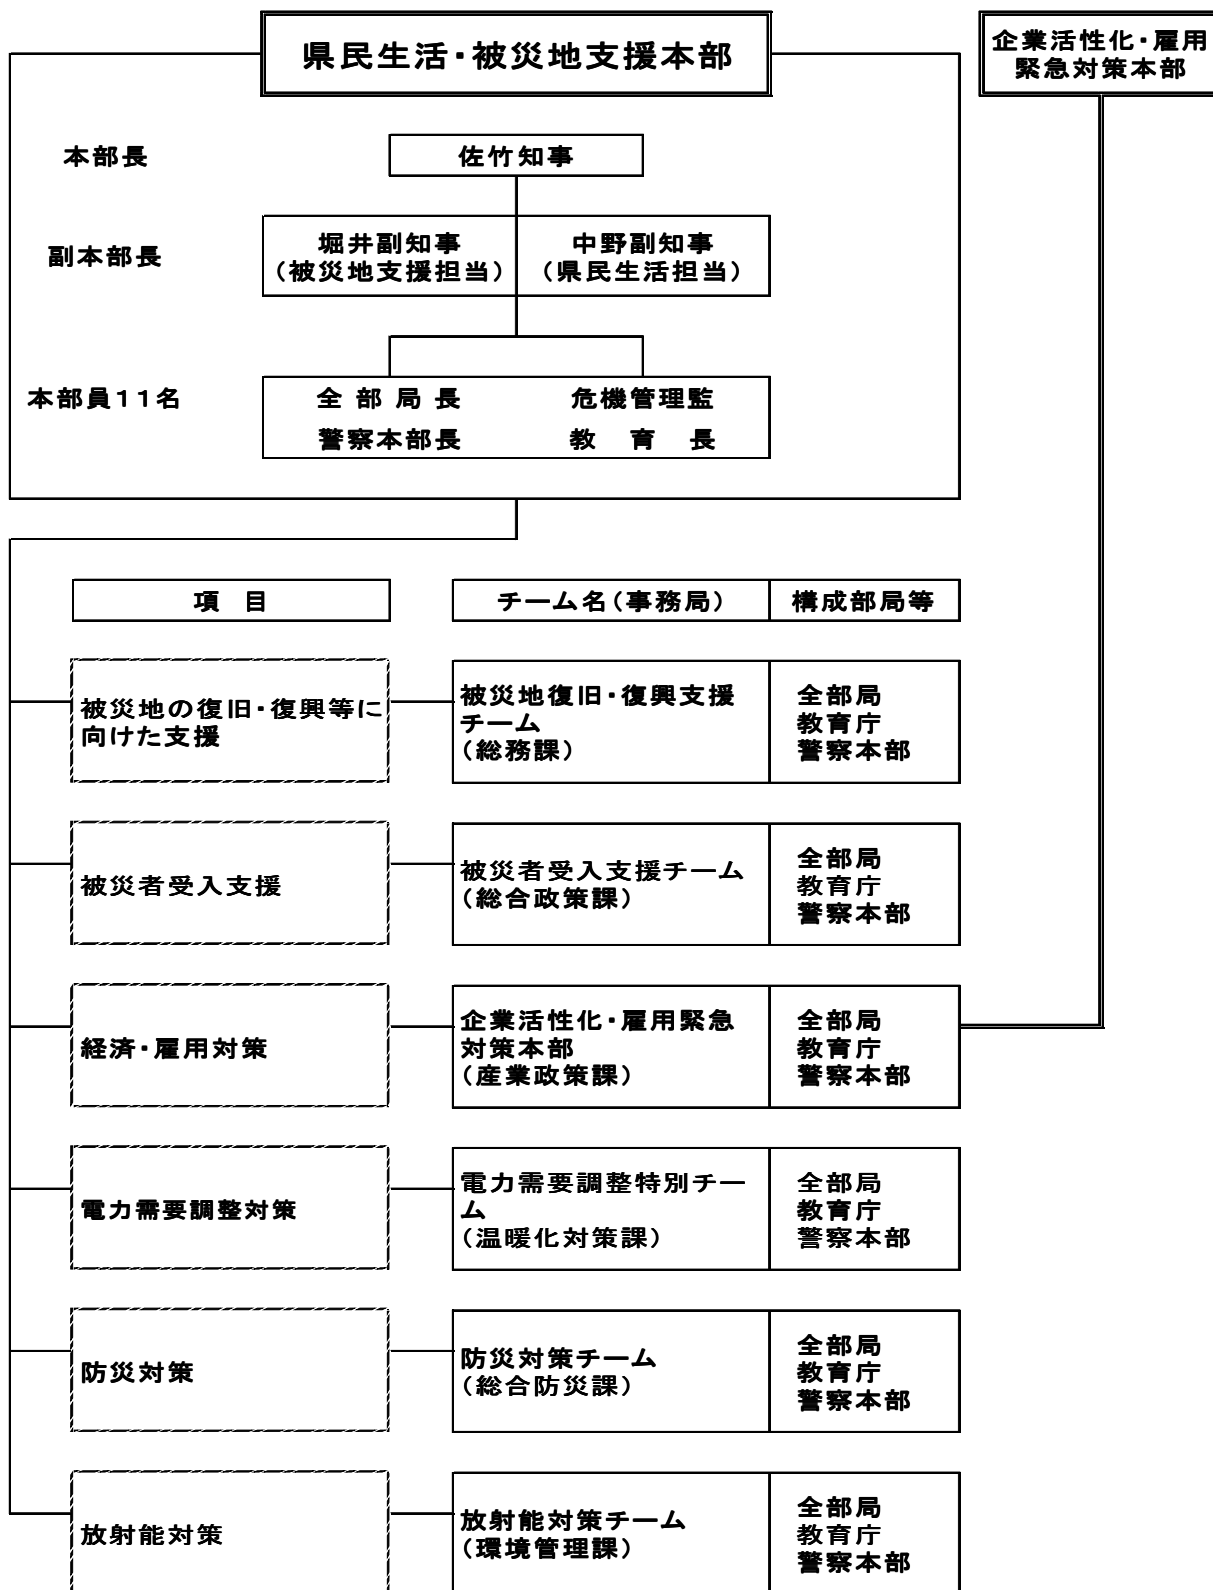 県民生活・被災地支援本部
企業活性化・雇用
緊急対策本部
本部長
佐竹知事
副本部長
堀井副知事
（被災地支援担当）
中野副知事
（県民生活担当）
本部員１１名
全部局長
危機管理監
警察本部長
教育長
項目
チーム名（事務局）
構成部局等
被災地の復旧・復興等に
向けた支援
被災地復旧・復興支援
チーム
（総務課）
全部局
教育庁
警察本部
被災者受入支援
被災者受入支援チーム
（総合政策課）
全部局
教育庁
警察本部
経済・雇用対策
企業活性化・雇用緊急
対策本部
（産業政策課）
全部局
教育庁
警察本部
電力需要調整対策
電力需要調整特別チー
ム
（温暖化対策課）
全部局
教育庁
警察本部
防災対策
防災対策チーム
（総合防災課）
全部局
教育庁
警察本部
放射能対策
放射能対策チーム
（環境管理課）
全部局
教育庁
警察本部